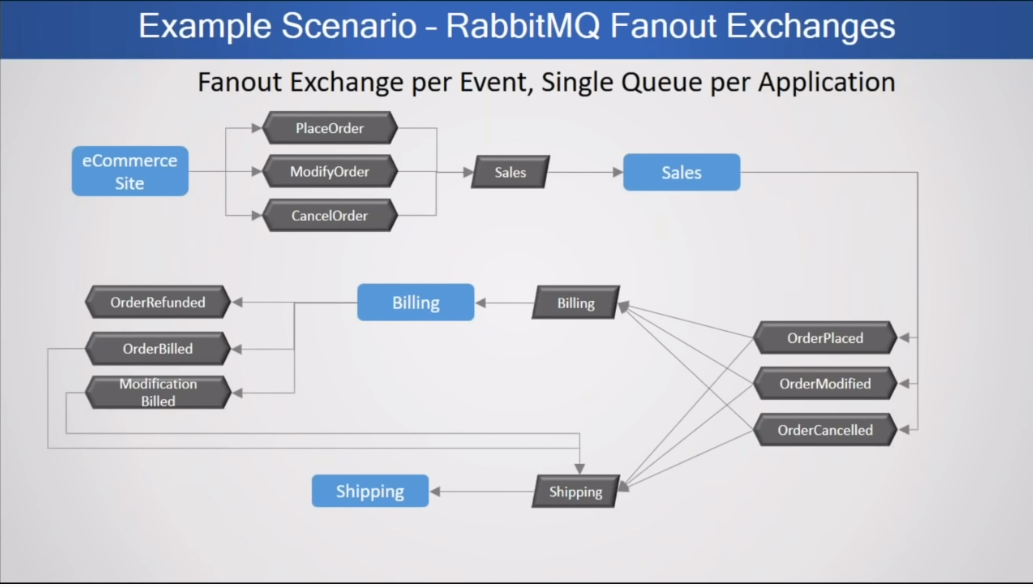 Example Scenario - RabbitMQ Fanout Exchanges
Fanout Exchange per Event, Single Queue per Application
PlaceOrder
eCommerce
Site
ModifyOrder
Sales
Sales
CancelOrder
OrderRefunded
Billing
Billing
OrderBilled
OrderPlaced
Modification
Billed
OrderModified
OrderCancelled
Shipping
Shipping